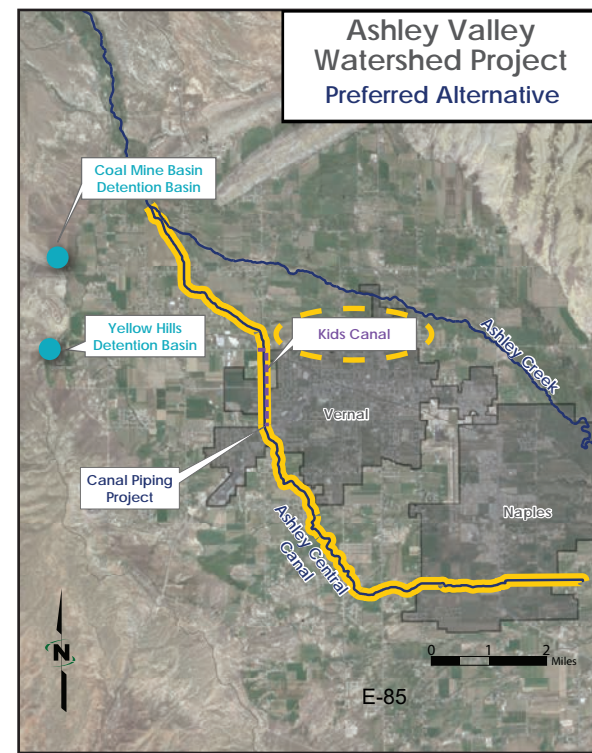 Ashley Valley
Watershed Project
Preferred Alternative
Coal Mine Basin
Detention Basin
Yellow Hills
Detention Basin
Kids Canal
Ashley Creek
Vernal
Canal Piping
Project
Naples
Ashley Central
Canal
N
0 1 2
Miles
E-85